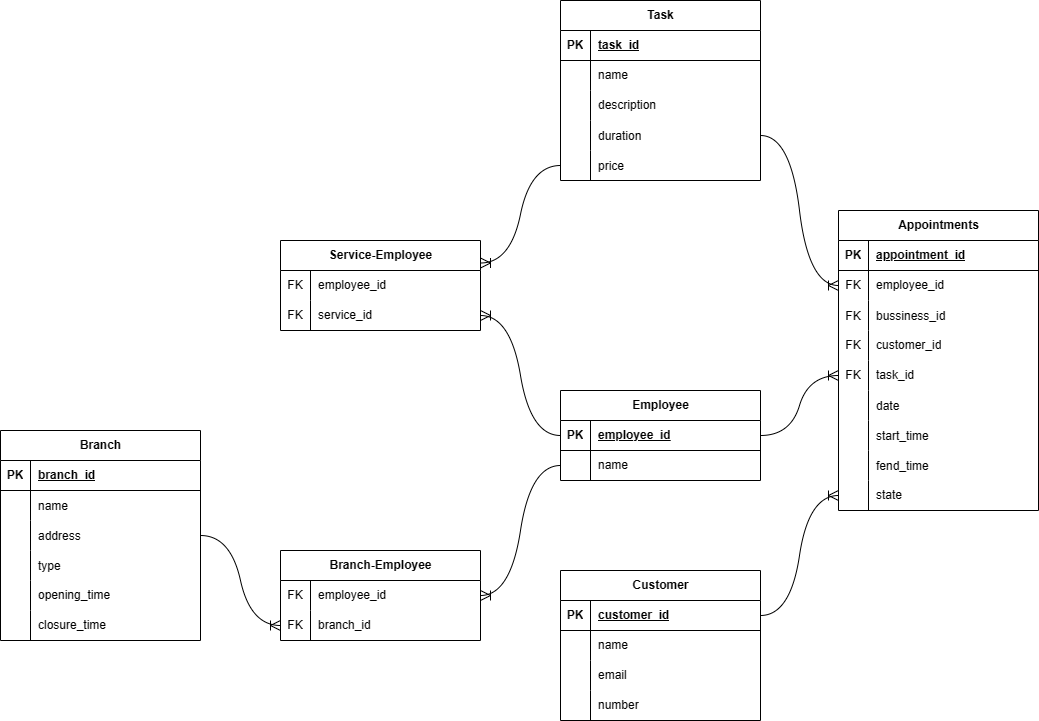 Task
PK task_id
name
description
duration
price
Appointments
PK appointment_id
FK employee_id
FK bussiness_id
FK customer_id
FK task_id
date
start_time
fend_time
state
Service-Employee
FK employee_id
FK service_id
Employee
PK employee_id
name
Branch
PK branch_id
name
address
type
opening_time
closure_time
Branch-Employee
FK employee_id
FK branch_id
Customer
PK customer_id
name
email
number